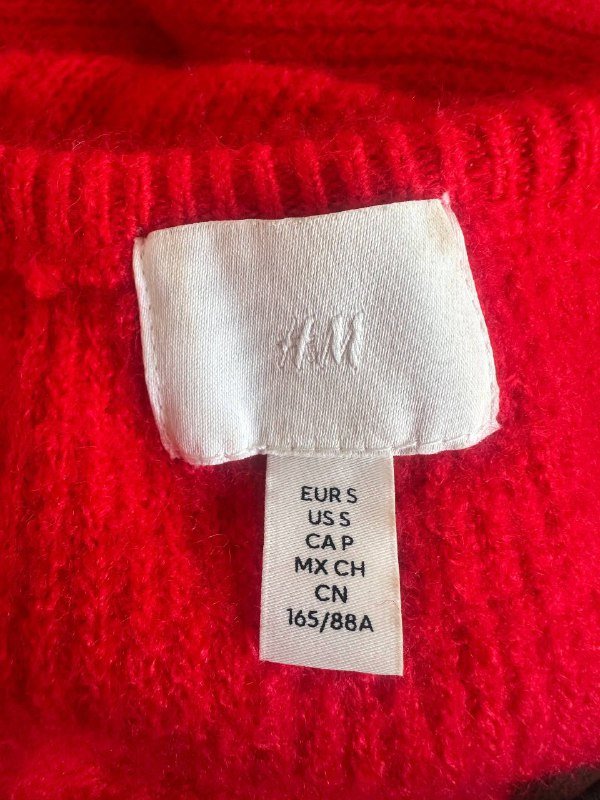 H&M
EUR S
US S
CA P
MX CH
CN
165/88A